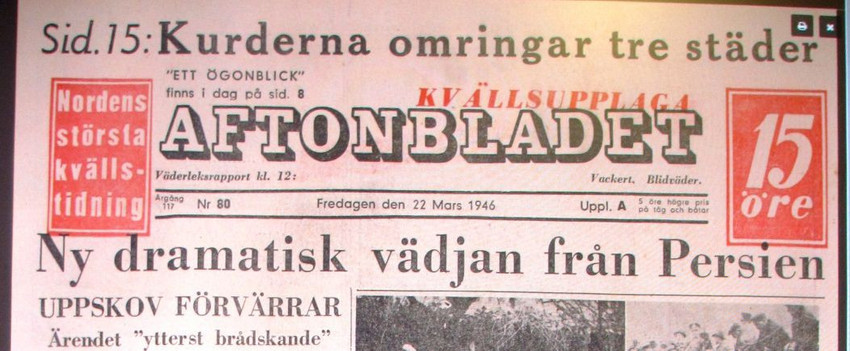 Sid. 15: Kurderna omringar tre städer
"ETT ÖGONBLICK"
finns i dag på sid. 8
KVÄLLSUPPLAGA
Nordens
största
kvälls-
tidning
AFTONBLADET
15
öre
Väderleksrapport kl. 12:
Vackert. Blidväder.
Årgång
117
Nr 80
Fredagen den 22 Mars 1946
Uppl. A
5 öre högre pris
på tåg och båtar
Ny dramatisk vädjan från Persien
UPPSKOV FÖRVÄRRAR
Ärendet "ytterst brådskande"